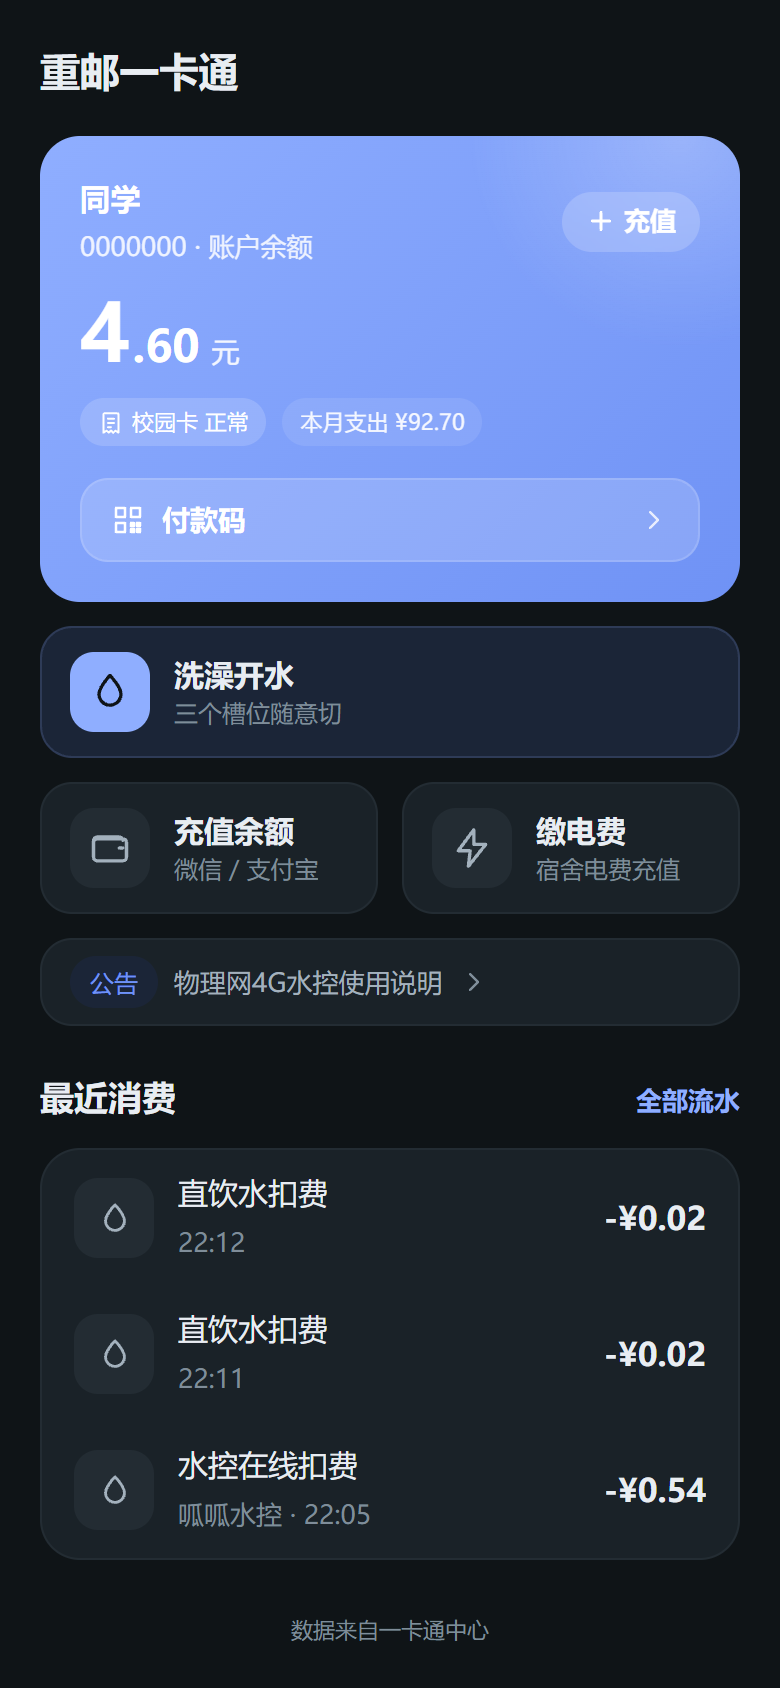 重邮一卡通
同学
0000000 · 账户余额
充值
4.60 元
校园卡 正常
本月支出 ¥92.70
付款码
洗澡开水
三个槽位随意切
充值余额
微信 / 支付宝
缴电费
宿舍电费充值
公告 物理网4G水控使用说明
最近消费
全部流水
直饮水扣费
22:12
-¥0.02
直饮水扣费
22:11
-¥0.02
水控在线扣费
呱呱水控 · 22:05
-¥0.54
数据来自一卡通中心